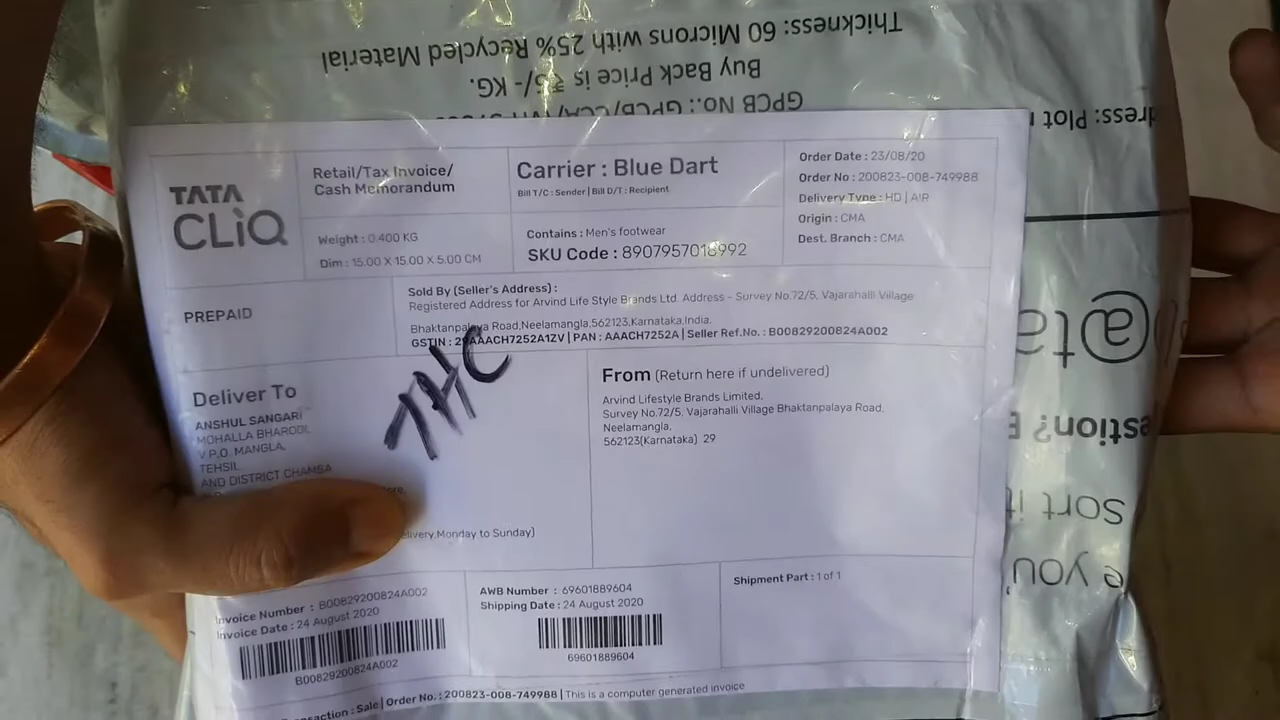 Thickness: 60 Microns with 25% Recycled Material
Buy Back Price is ₹5/- KG.
GPCB No.: GPCB/CCA/
dress: Plot
TATA
CLiQ
Retail/Tax Invoice/
Cash Memorandum
Weight : 0.400 KG
Dim : 15.00 X 15.00 X 5.00 CM
Carrier : Blue Dart
Bill T/C : Sender | Bill D/T : Recipient
Contains : Men's footwear
SKU Code : 8907957018992
Order Date : 23/08/20
Order No : 200823-008-749988
Delivery Type : HD | AIR
Origin : CMA
Dest. Branch : CMA
PREPAID
Sold By (Seller's Address) :
Registered Address for Arvind Life Style Brands Ltd. Address - Survey No.72/5, Vajarahalli Village
Bhaktanpalaya Road,Neelamangla,562123,Karnataka,India.
GSTIN : 29AAACH7252A1ZV | PAN : AAACH7252A | Seller Ref.No. : B00829200824A002
Deliver To
ANSHUL SANGARI
MOHALLA BHARODI,
V.P.O. MANGLA,
TEHSIL
AND DISTRICT CHAMBA
elivery,Monday to Sunday)
From (Return here if undelivered)
Arvind Lifestyle Brands Limited,
Survey No.72/5, Vajarahalli Village Bhaktanpalaya Road,
Neelamangla,
562123(Karnataka) 29
Invoice Number : B00829200824A002
Invoice Date : 24 August 2020
B00829200824A002
AWB Number : 69601889604
Shipping Date : 24 August 2020
69601889604
Shipment Part : 1 of 1
nsaction : Sale | Order No. : 200823-008-749988 | This is a computer generated invoice
@ta
estion? E
Sort it
e you